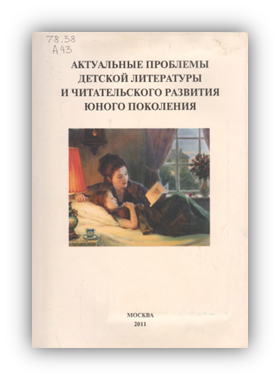 78.58
А43
АКТУАЛЬНЫЕ ПРОБЛЕМЫ
ДЕТСКОЙ ЛИТЕРАТУРЫ
И ЧИТАТЕЛЬСКОГО РАЗВИТИЯ
ЮНОГО ПОКОЛЕНИЯ
МОСКВА
2011